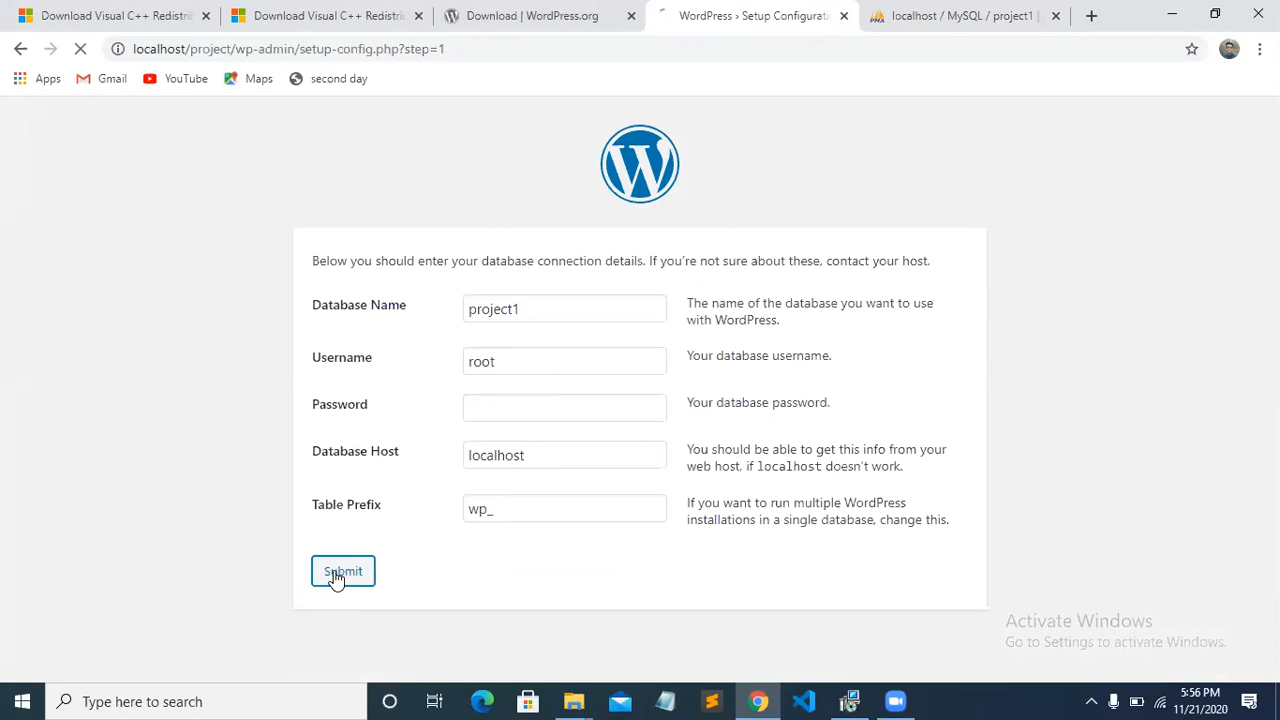 Download Visual C++ Redistri
Download Visual C++ Redistri
Download | WordPress.org
WordPress › Setup Configurat
localhost / MySQL / project1 |
localhost/project/wp-admin/setup-config.php?step=1
Apps
Gmail
YouTube
Maps
second day
Below you should enter your database connection details. If you're not sure about these, contact your host.
Database Name
project1
The name of the database you want to use
with WordPress.
Username
root
Your database username.
Password
Your database password.
Database Host
localhost
You should be able to get this info from your
web host, if localhost doesn't work.
Table Prefix
wp_
If you want to run multiple WordPress
installations in a single database, change this.
Submit
Activate Windows
Go to Settings to activate Windows.
Type here to search
5:56 PM
11/21/2020